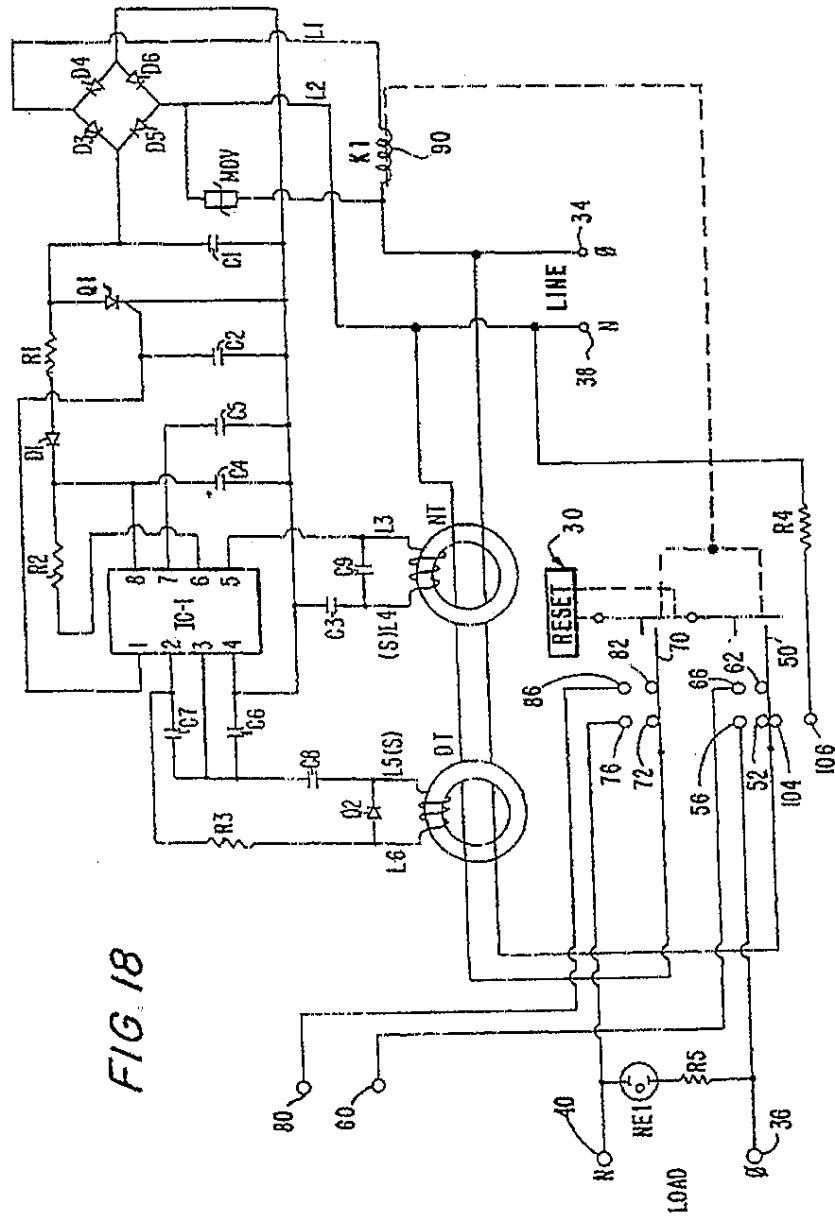 FIG. 18
L1
L2
D4
D6
D3
D5
MOV
K1
90
C1
Q1
R1
C2
D1
C5
C4
R2
IC-1
1
2
3
4
8
7
6
5
C7
C6
R3
C8
Q2
L5(S)
L6
DT
C3
(S)L4
C9
L3
NT
LINE
Ø
34
N
38
RESET
30
R4
86
82
70
76
72
66
62
50'
56
52
104
106
80
60
40
N
NE1
R5
LOAD
Ø
36